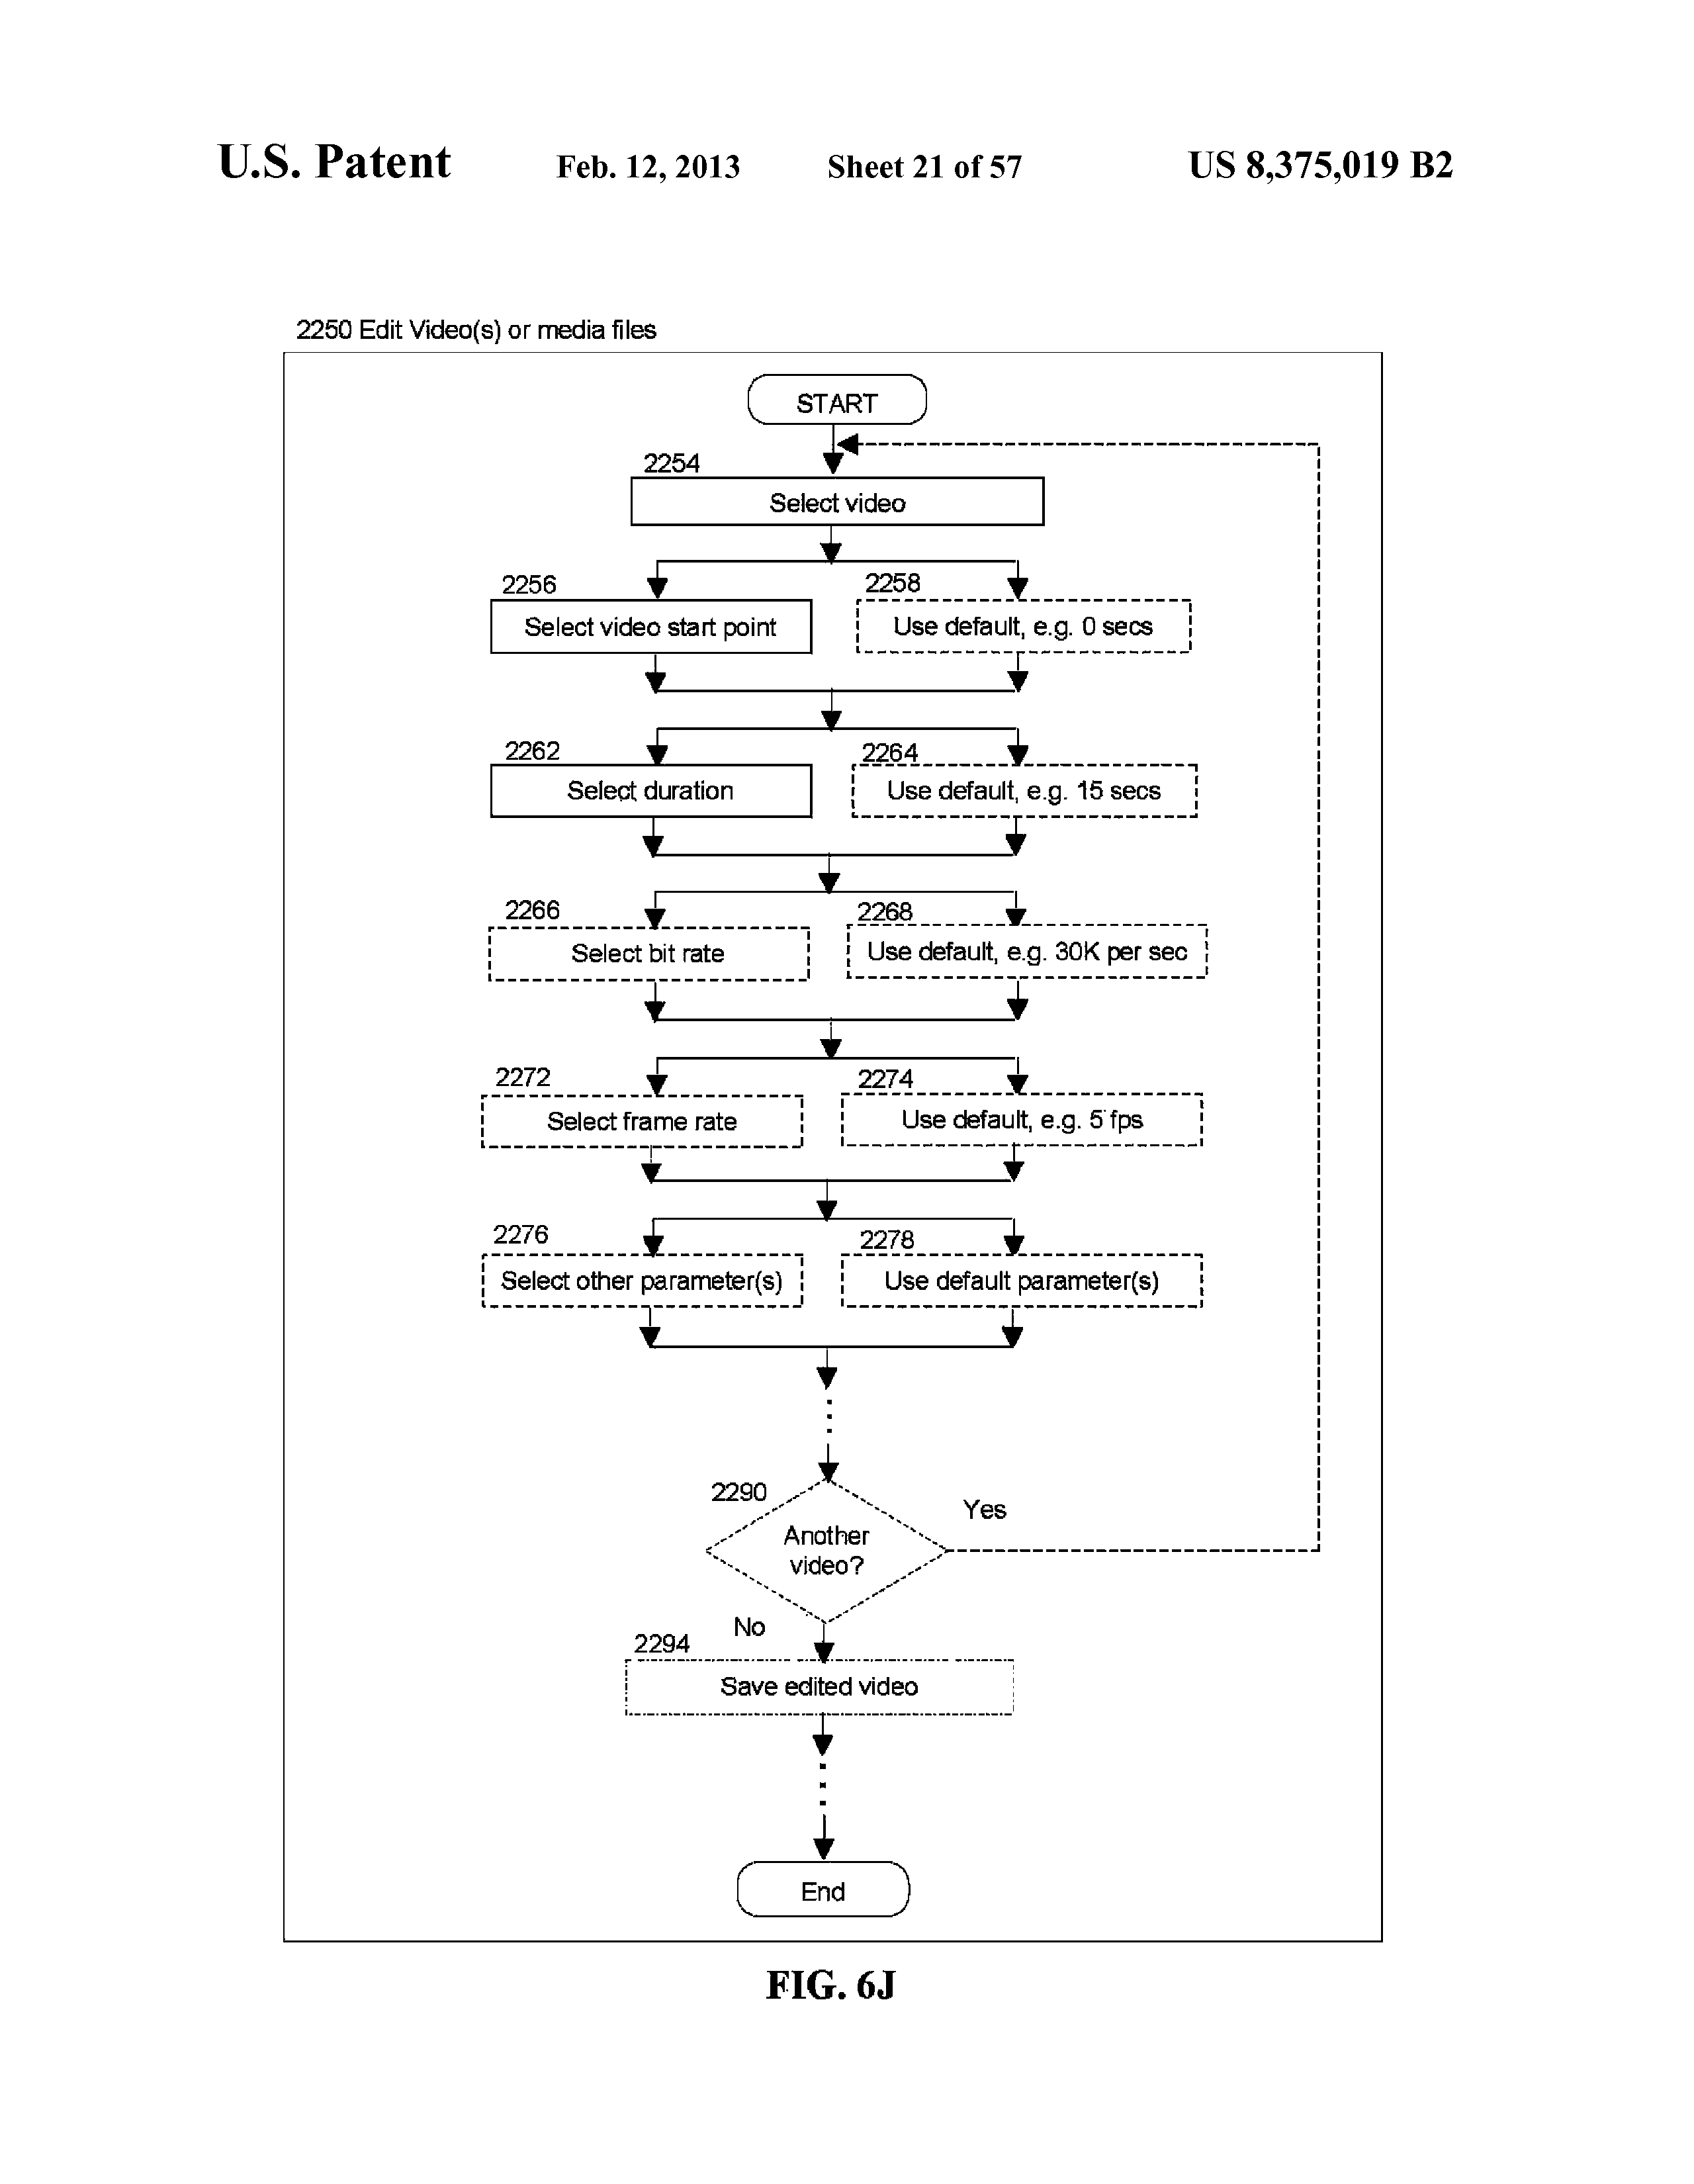 U.S. Patent Feb. 12, 2013 Sheet 21 of 57 US 8,375,019 B2
2250 Edit Video(s) or media files
START
2254
Select video
2256
Select video start point
2258
Use default, e.g. 0 secs
2262
Select duration
2264
Use default, e.g. 15 secs
2266
Select bit rate
2268
Use default, e.g. 30K per sec
2272
Select frame rate
2274
Use default, e.g. 5 fps
2276
Select other parameter(s)
2278
Use default parameter(s)
2290
Another
video?
Yes
No
2294
Save edited video
End
FIG. 6J